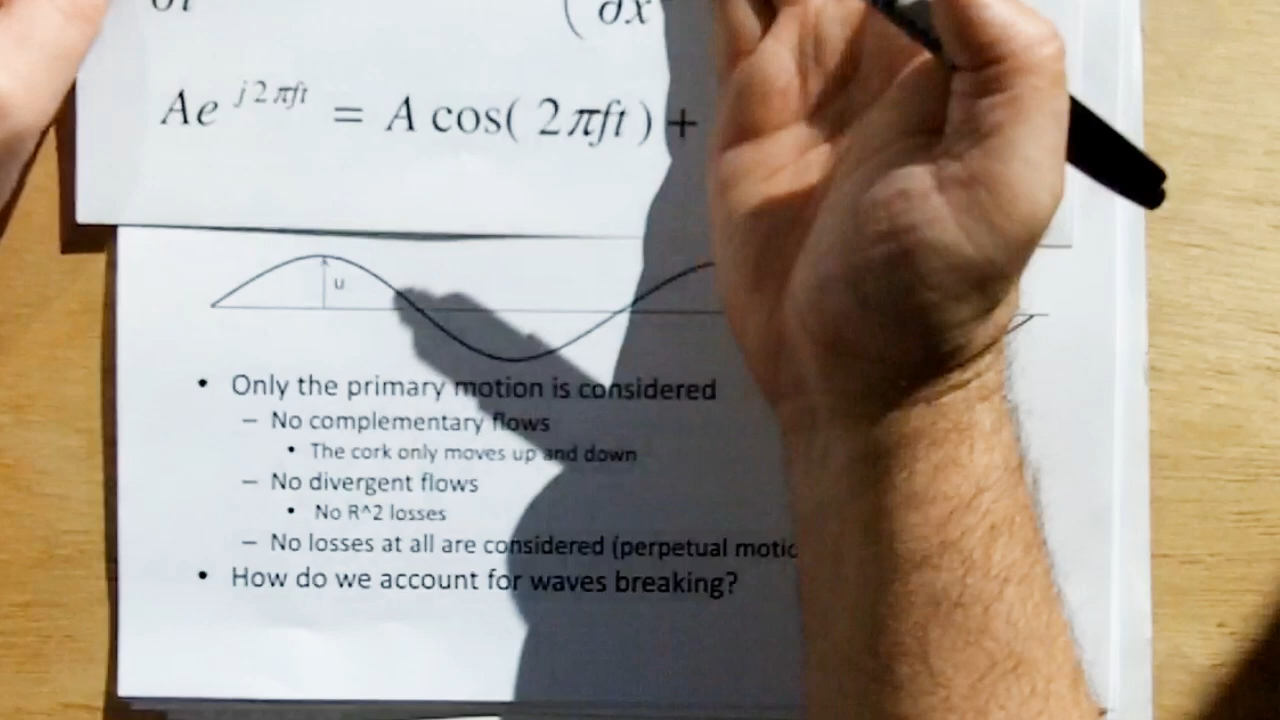 ∂x
Ae^{j2πft} = A cos( 2πft ) +
u
• Only the primary motion is considered
– No complementary flows
• The cork only moves up and down
– No divergent flows
• No R^2 losses
– No losses at all are considered (perpetual
• How do we account for waves breaking?